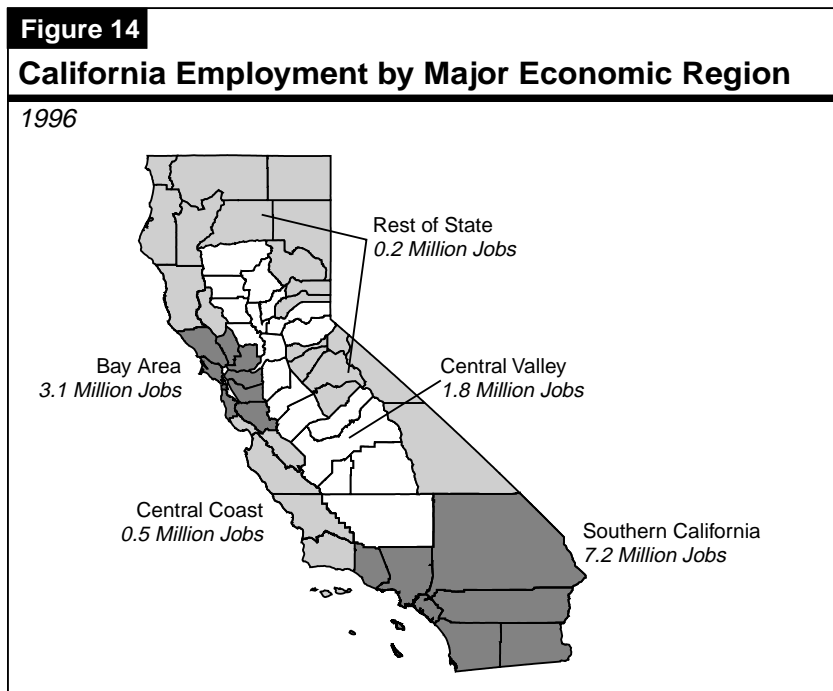 Figure 14
California Employment by Major Economic Region
1996
Rest of State
0.2 Million Jobs
Bay Area
3.1 Million Jobs
Central Valley
1.8 Million Jobs
Central Coast
0.5 Million Jobs
Southern California
7.2 Million Jobs